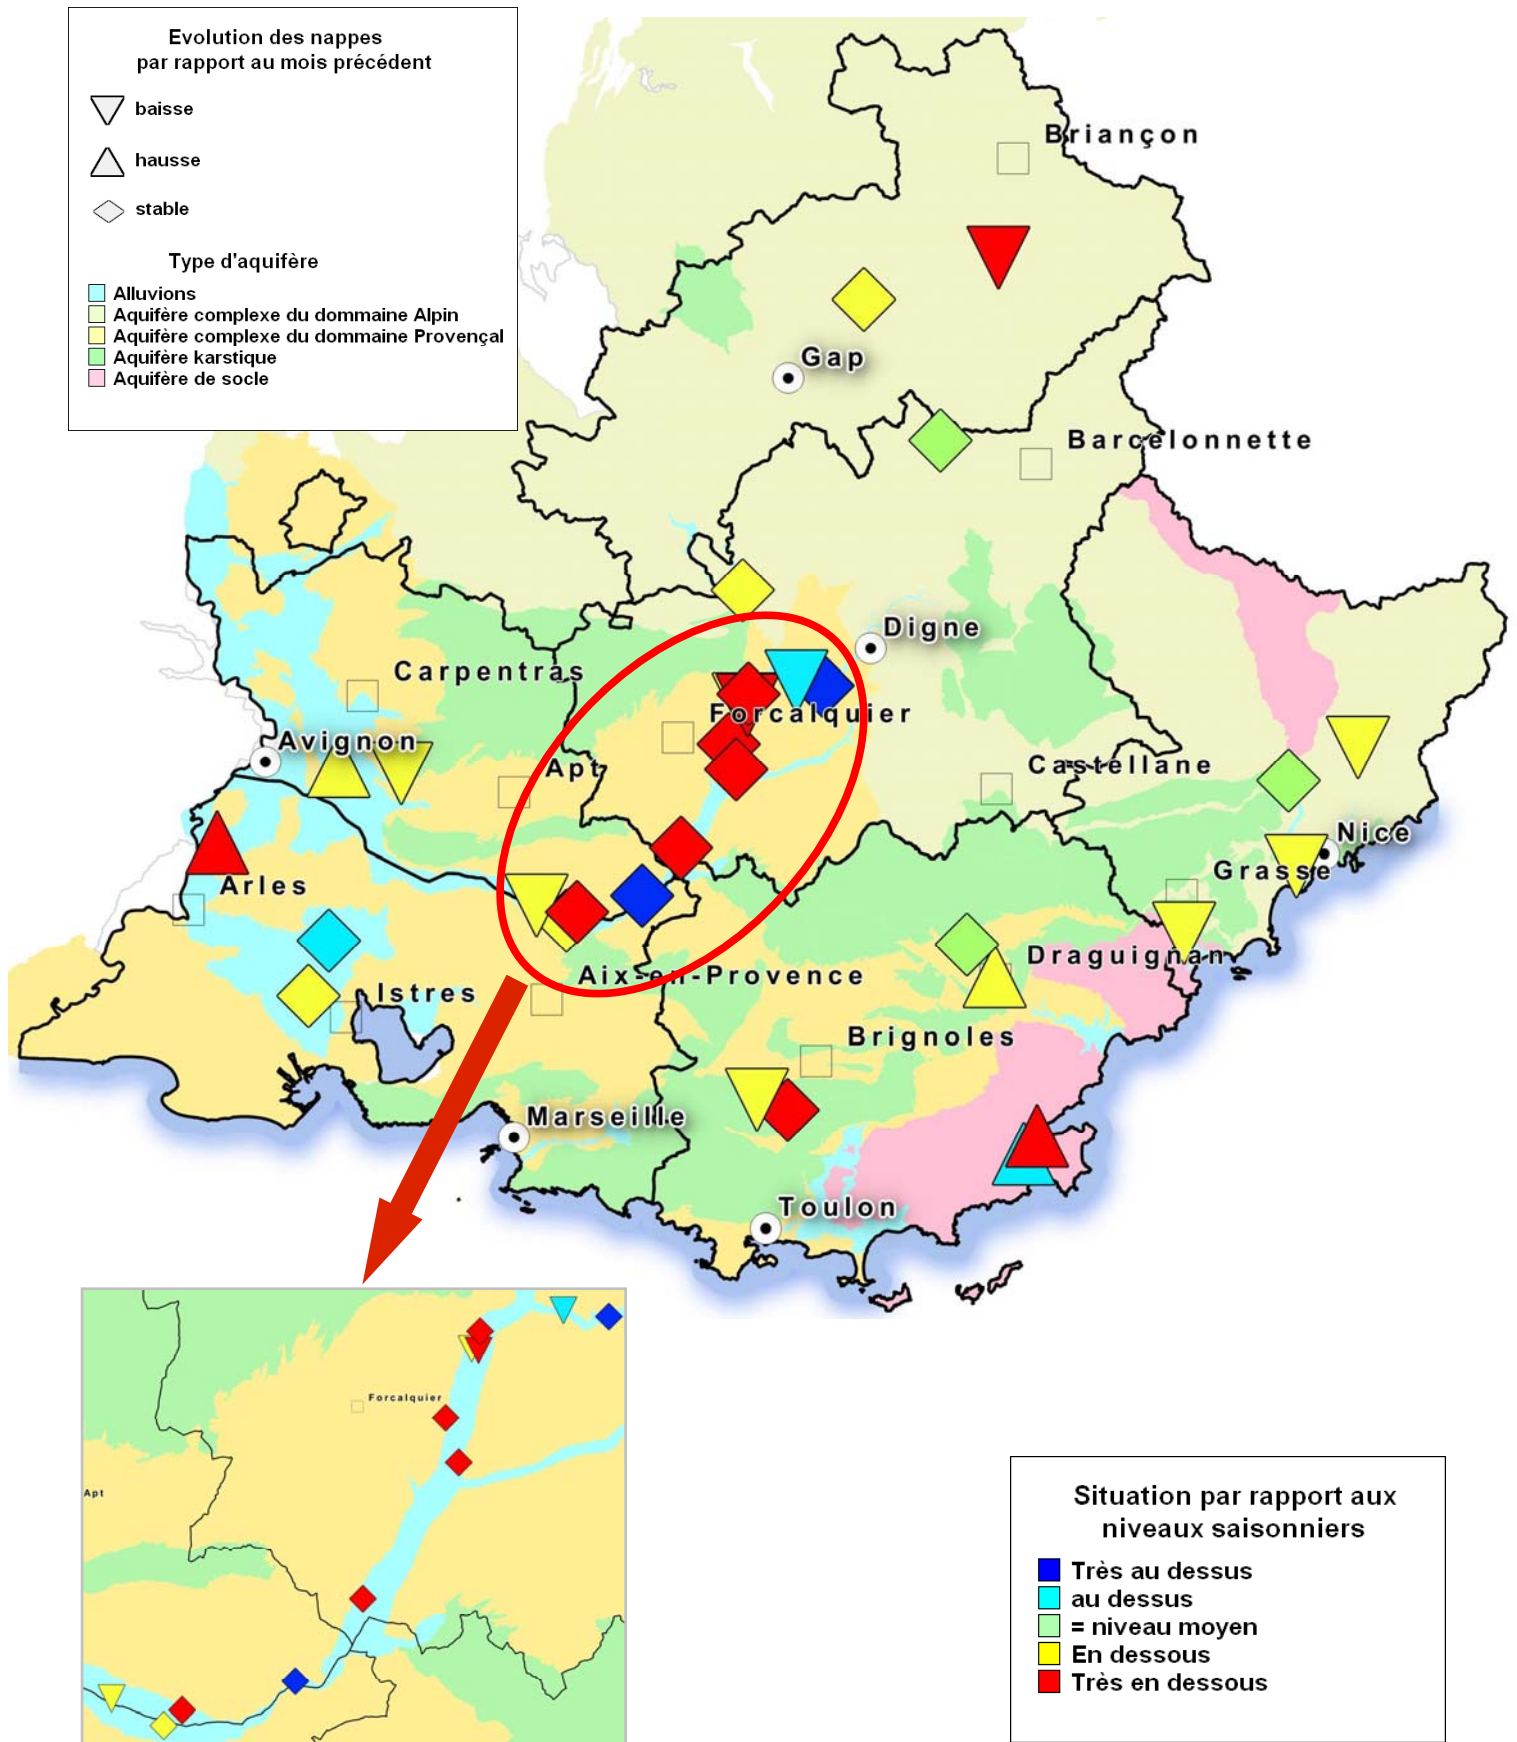 Evolution des nappes
par rapport au mois précédent
baisse
hausse
stable
Type d'aquifère
Alluvions
Aquifère complexe du dommaine Alpin
Aquifère complexe du dommaine Provençal
Aquifère karstique
Aquifère de socle
Briançon
Gap
Barcelonnette
Digne
Carpentras
Forcalquier
Avignon
Apt
Castellane
Nice
Grasse
Arles
Draguignan
Aix-en-Provence
Istres
Brignoles
Marseille
Toulon
Forcalquier
Apt
Situation par rapport aux
niveaux saisonniers
Très au dessus
au dessus
= niveau moyen
En dessous
Très en dessous